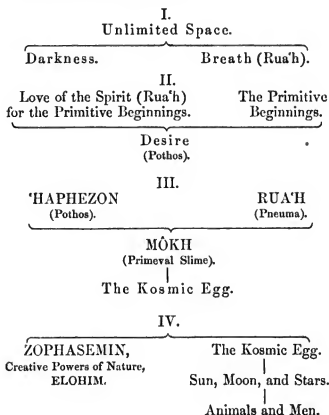 I.
Unlimited Space.
Darkness. Breath (Rua'h).
II.
Love of the Spirit (Rua'h) The Primitive
for the Primitive Beginnings. Beginnings.
Desire
(Pothos).
III.
'HAPHEZON RUA'H
(Pothos). (Pneuma).
MÔKH
(Primeval Slime).
The Kosmic Egg.
IV.
ZOPHASEMIN, The Kosmic Egg.
Creative Powers of Nature,
ELOHIM. Sun, Moon, and Stars.
Animals and Men.